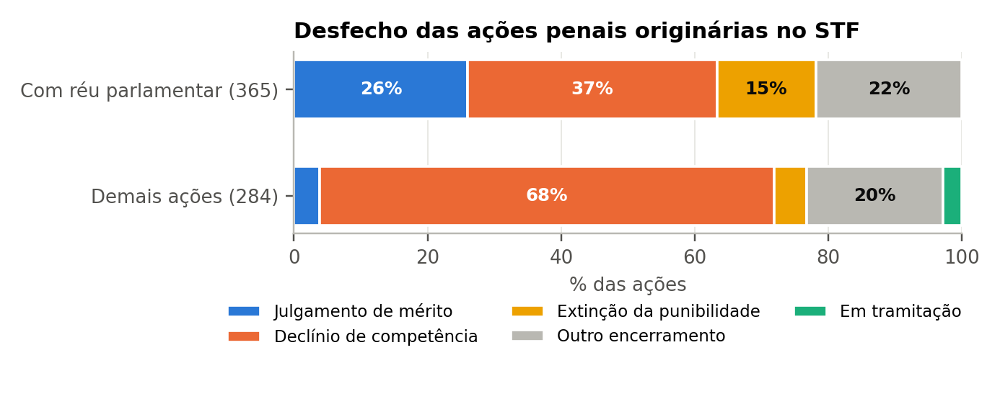 Desfecho das ações penais originárias no STF
Com réu parlamentar (365)
26%
37%
15%
22%
Demais ações (284)
68%
20%
0
20
40
60
80
100
% das ações
Julgamento de mérito
Declínio de competência
Extinção da punibilidade
Outro encerramento
Em tramitação